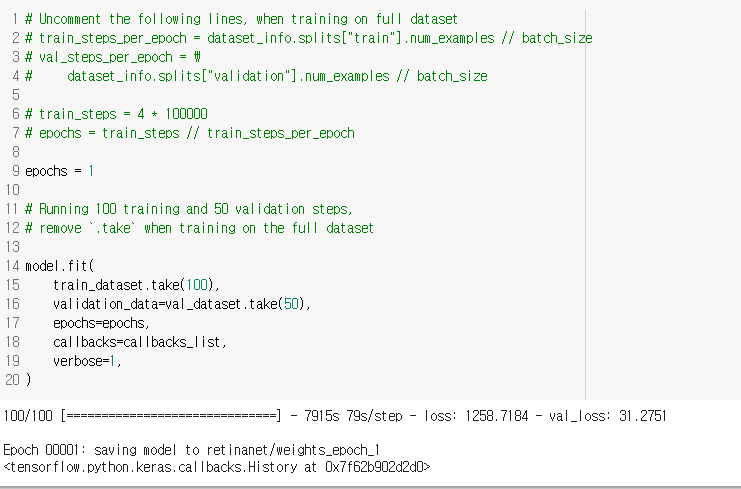 1 # Uncomment the following lines, when training on full dataset
2 # train_steps_per_epoch = dataset_info.splits["train"].num_examples // batch_size
3 # val_steps_per_epoch = ₩
4 #     dataset_info.splits["validation"].num_examples // batch_size
5
6 # train_steps = 4 * 100000
7 # epochs = train_steps // train_steps_per_epoch
8
9 epochs = 1
10
11 # Running 100 training and 50 validation steps,
12 # remove `.take` when training on the full dataset
13
14 model.fit(
15     train_dataset.take(100),
16     validation_data=val_dataset.take(50),
17     epochs=epochs,
18     callbacks=callbacks_list,
19     verbose=1,
20 )
100/100 [==============================] - 7915s 79s/step - loss: 1258.7184 - val_loss: 31.2751
Epoch 00001: saving model to retinanet/weights_epoch_1
<tensorflow.python.keras.callbacks.History at 0x7f62b902d2d0>